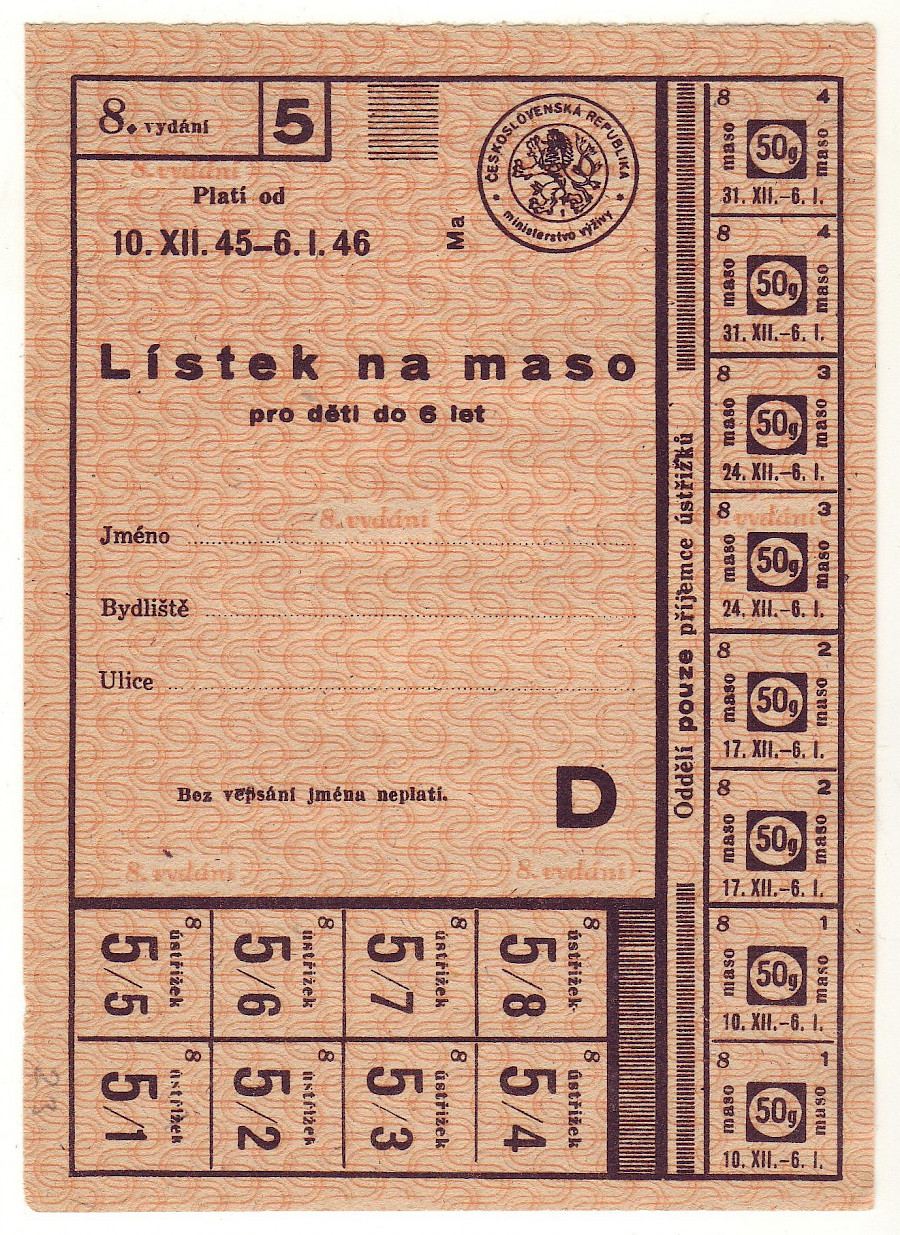 8. vydání
5
8. vydání
Platí od
10. XII. 45–6. I. 46
Ma
ČESKOSLOVENSKÁ REPUBLIKA
ministerstvo výživy
Lístek na maso
pro děti do 6 let
8. vydání
8. vydání
Jméno
Bydliště
Ulice
Bez vepsání jména neplatí.
D
8. vydání
8. vydání
Oddělí pouze příjemce ústřižků
8 4
maso 50g maso
31. XII.–6. I.
8 4
maso 50g maso
31. XII.–6. I.
8 3
maso 50g maso
24. XII.–6. I.
8 3
maso 50g maso
24. XII.–6. I.
8 2
maso 50g maso
17. XII.–6. I.
8 2
maso 50g maso
17. XII.–6. I.
8 1
maso 50g maso
10. XII.–6. I.
8 1
maso 50g maso
10. XII.–6. I.
8 ústřižek
5/5
8 ústřižek
5/6
8 ústřižek
5/7
8 ústřižek
5/8
8 ústřižek
5/1
8 ústřižek
5/2
8 ústřižek
5/3
8 ústřižek
5/4